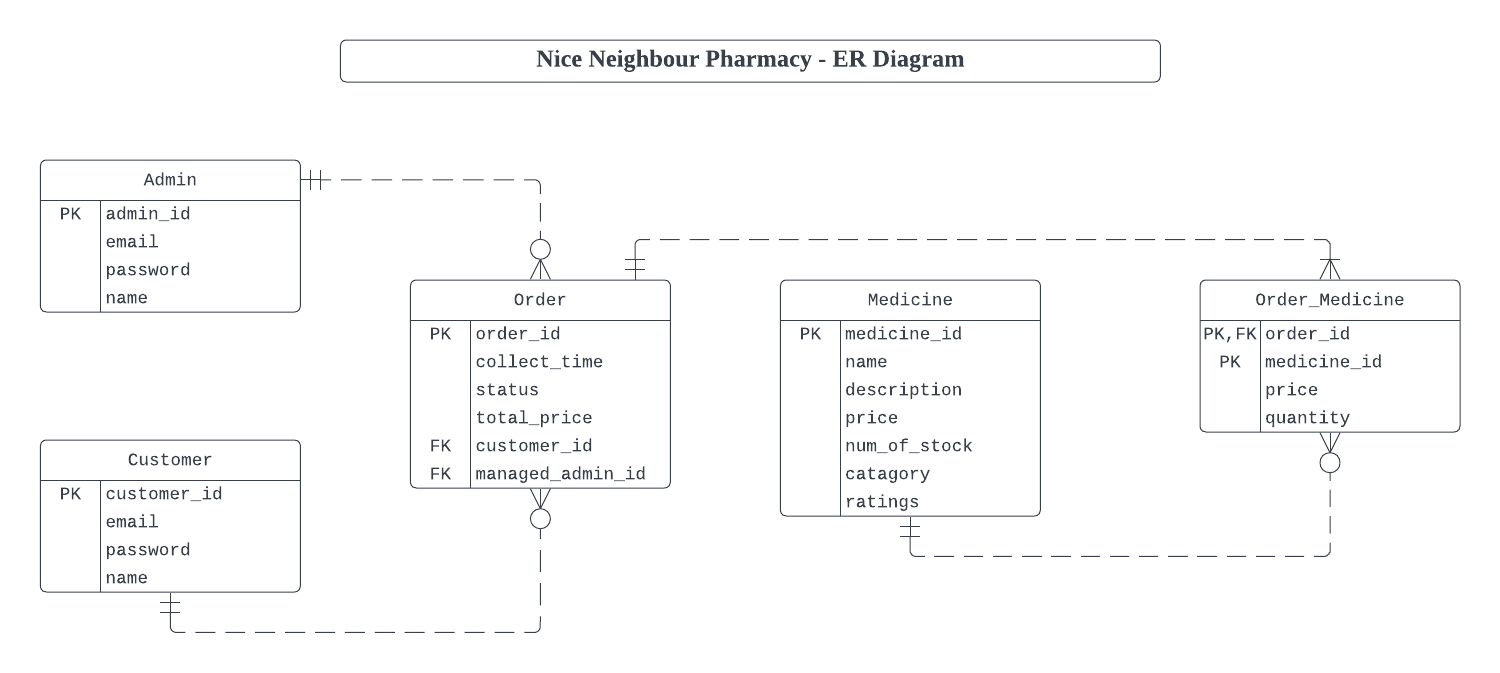 Nice Neighbour Pharmacy - ER Diagram
Admin
PK admin_id
email
password
name
Customer
PK customer_id
email
password
name
Order
PK order_id
collect_time
status
total_price
FK customer_id
FK managed_admin_id
Medicine
PK medicine_id
name
description
price
num_of_stock
catagory
ratings
Order_Medicine
PK,FK order_id
PK medicine_id
price
quantity